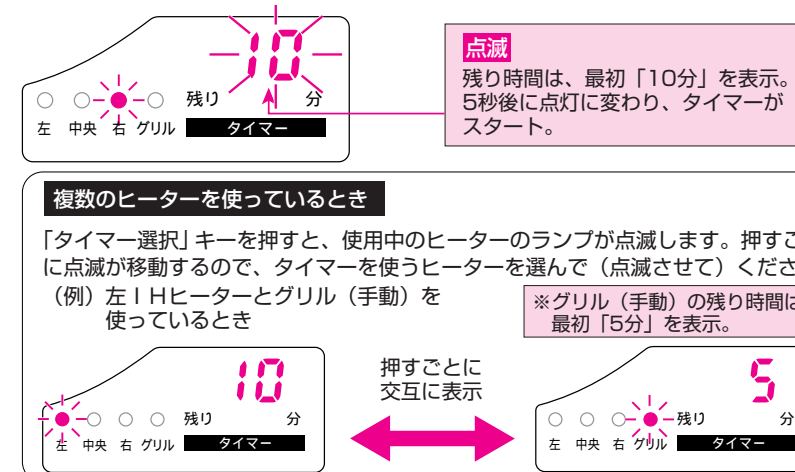 10
点滅
残り時間は、最初「10分」を表示。
5秒後に点灯に変わり、タイマーが
スタート。
残り 分
左 中央 右 グリル タイマー
複数のヒーターを使っているとき
「タイマー選択」キーを押すと、使用中のヒーターのランプが点滅します。押すご
に点滅が移動するので、タイマーを使うヒーターを選んで（点滅させて）くださ
（例）左ＩＨヒーターとグリル（手動）を
使っているとき
※グリル（手動）の残り時間は
最初「5分」を表示。
10
残り 分
左 中央 右 グリル タイマー
押すごとに
交互に表示
5
残り 分
左 中央 右 グリル タイマー